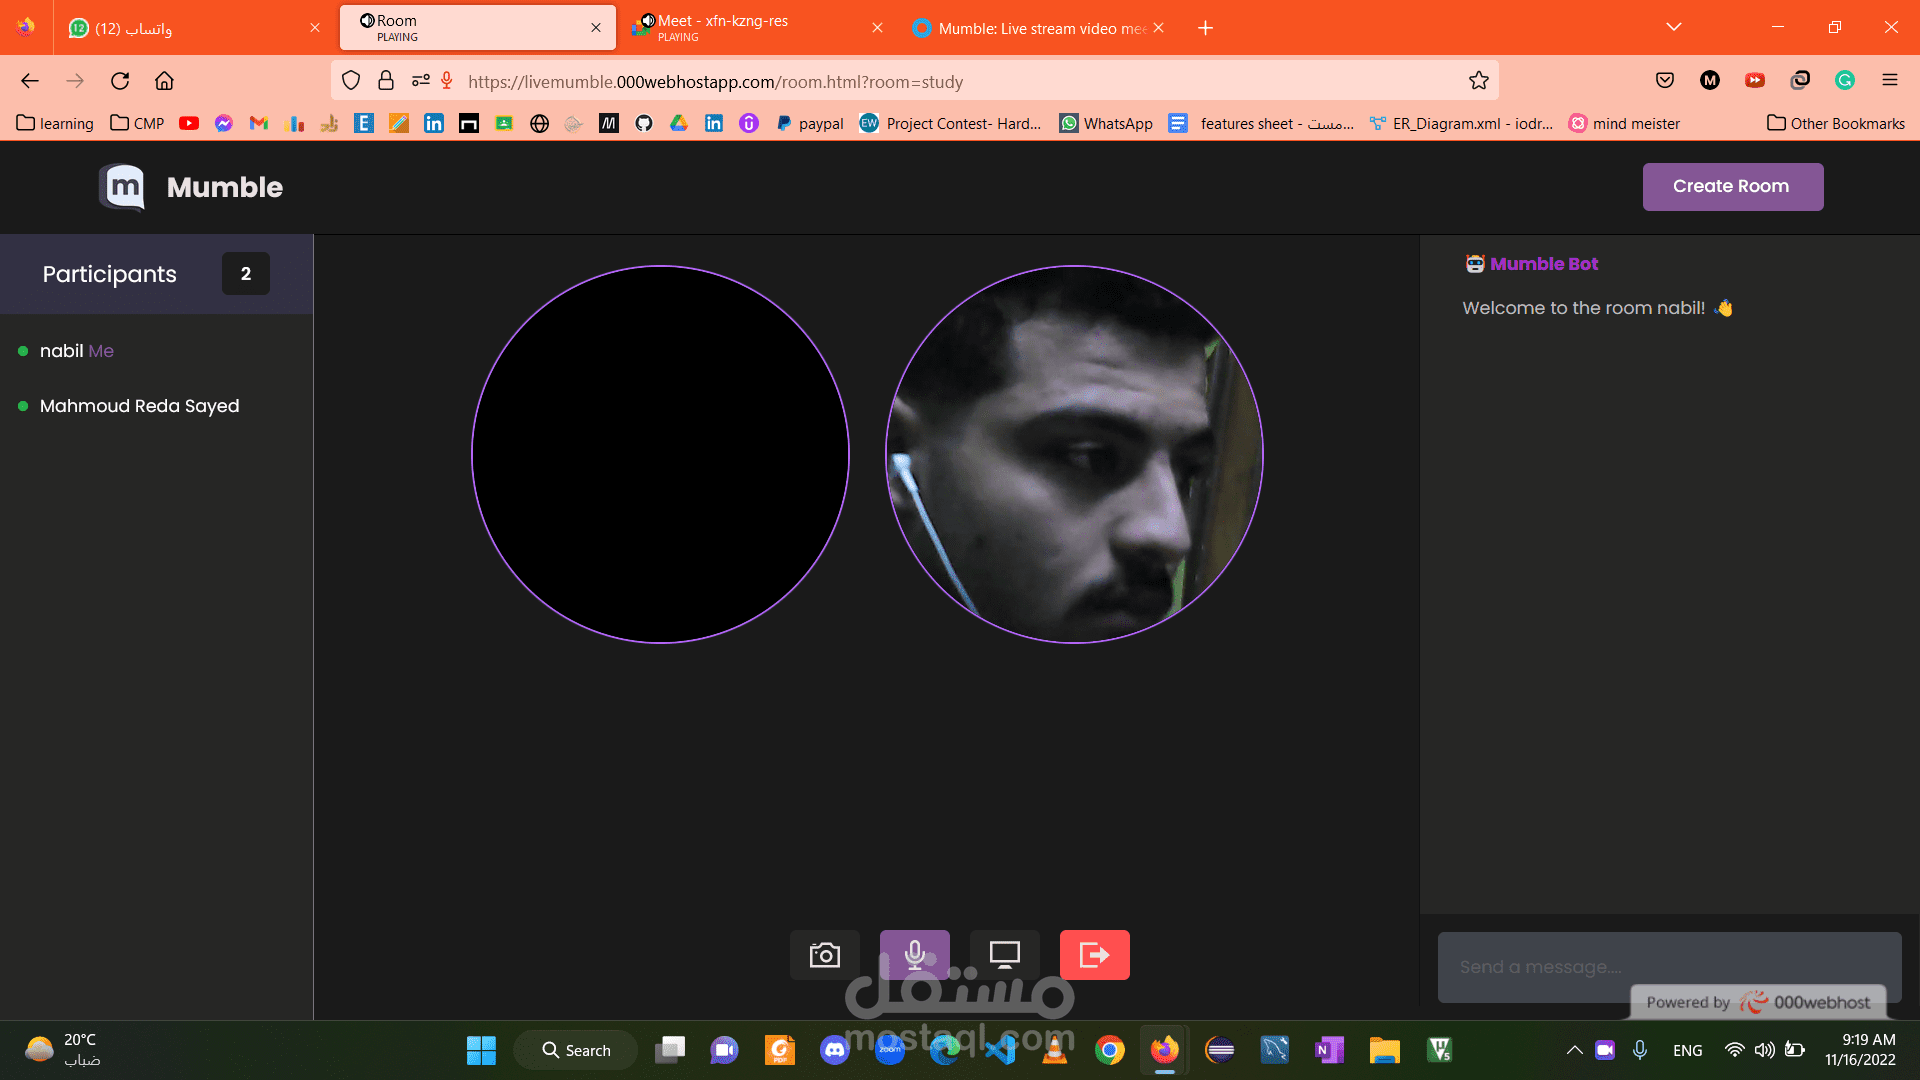 واتساب (12)
Room
PLAYING
Meet - xfn-kzng-res
PLAYING
Mumble: Live stream video mee
https://livemumble.000webhostapp.com/room.html?room=study
learning
CMP
paypal
Project Contest- Hard...
WhatsApp
features sheet - مست...
ER_Diagram.xml - iodr...
mind meister
Other Bookmarks
m Mumble
Create Room
Participants 2
nabil Me
Mahmoud Reda Sayed
Mumble Bot
Welcome to the room nabil! 👋
Send a message....
Powered by 000webhost
مستقل
mostaql.com
20°C
ضباب
Search
zoom
ENG
9:19 AM
11/16/2022